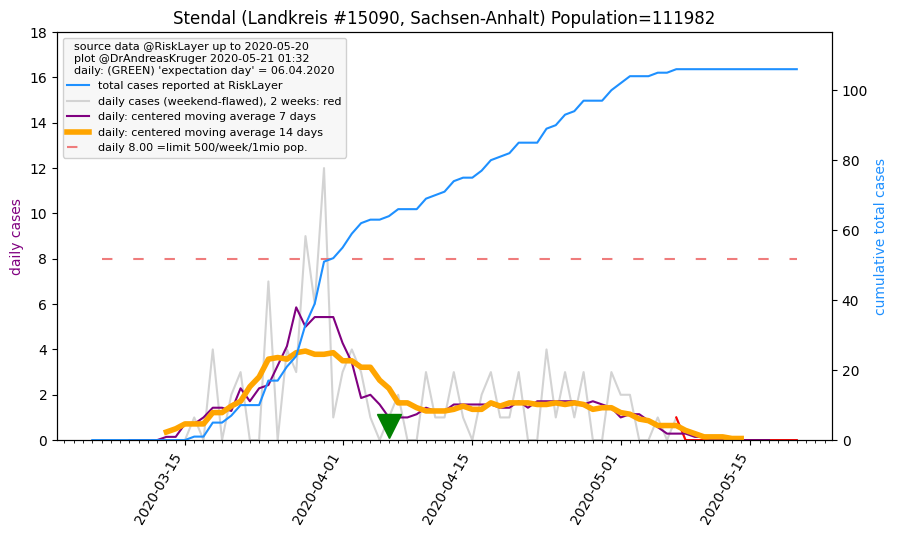 Stendal (Landkreis #15090, Sachsen-Anhalt) Population=111982
source data @RiskLayer up to 2020-05-20
plot @DrAndreasKruger 2020-05-21 01:32
daily: (GREEN) 'expectation day' = 06.04.2020
total cases reported at RiskLayer
daily cases (weekend-flawed), 2 weeks: red
daily: centered moving average 7 days
daily: centered moving average 14 days
daily 8.00 =limit 500/week/1mio pop.
daily cases
18
16
14
12
10
8
6
4
2
0
cumulative total cases
100
80
60
40
20
0
2020-03-15
2020-04-01
2020-04-15
2020-05-01
2020-05-15